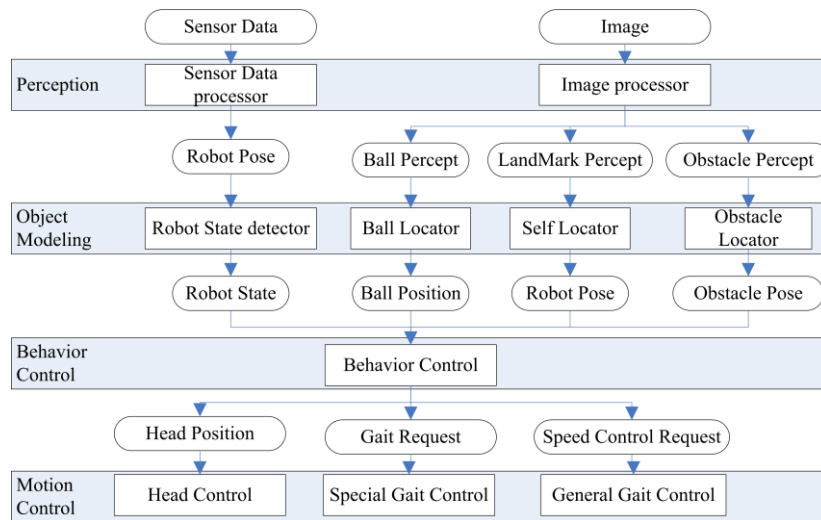 Sensor Data
Image
Perception
Sensor Data
processor
Image processor
Robot Pose
Ball Percept
LandMark Percept
Obstacle Percept
Object
Modeling
Robot State detector
Ball Locator
Self Locator
Obstacle
Locator
Robot State
Ball Position
Robot Pose
Obstacle Pose
Behavior
Control
Behavior Control
Head Position
Gait Request
Speed Control Request
Motion
Control
Head Control
Special Gait Control
General Gait Control